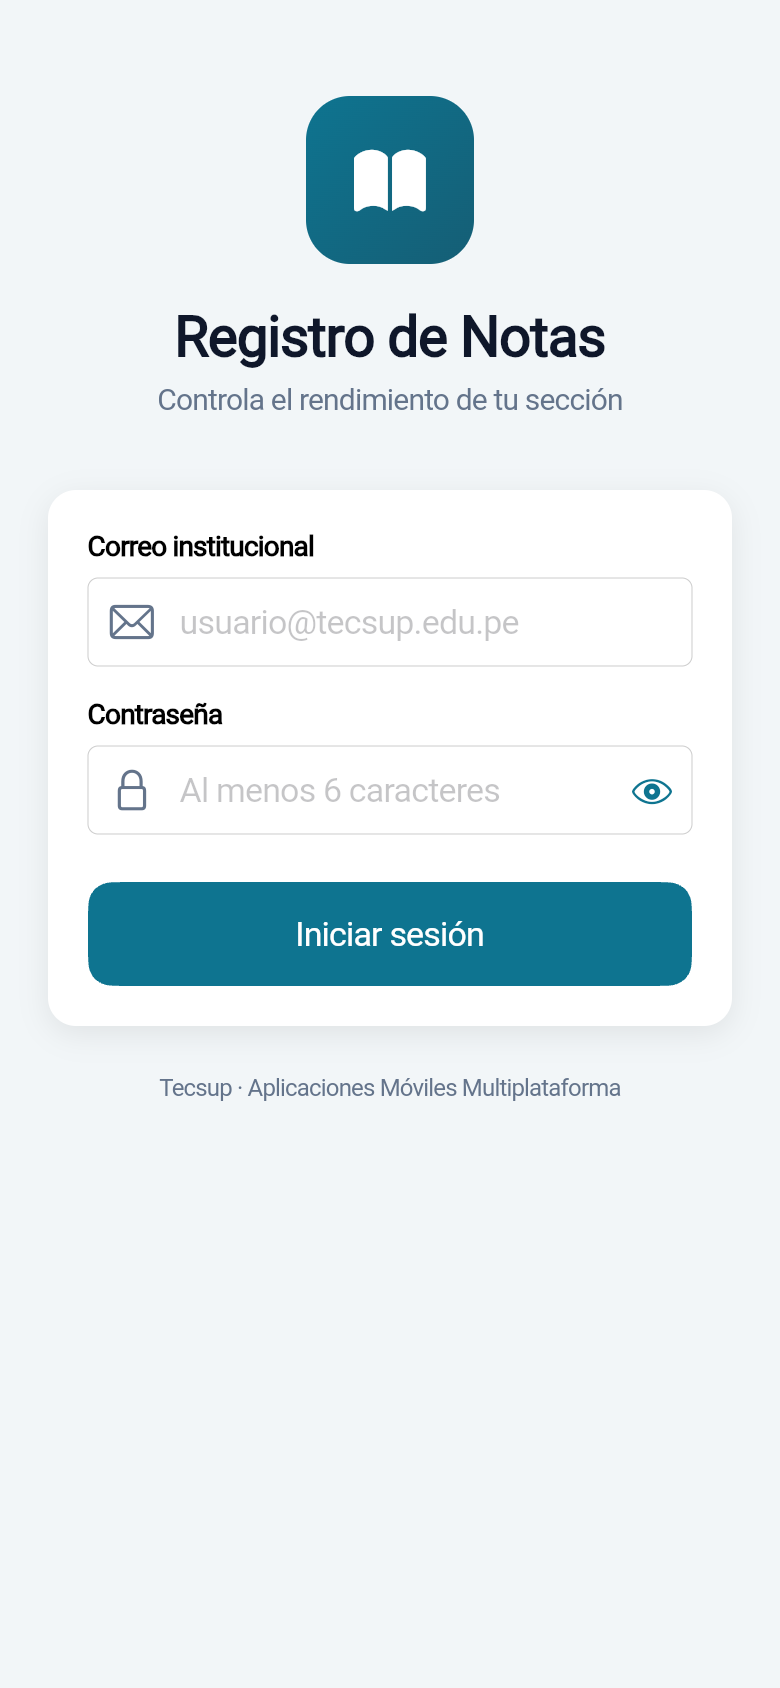 Registro de Notas
Controla el rendimiento de tu sección
Correo institucional
usuario@tecsup.edu.pe
Contraseña
Al menos 6 caracteres
Iniciar sesión
Tecsup · Aplicaciones Móviles Multiplataforma